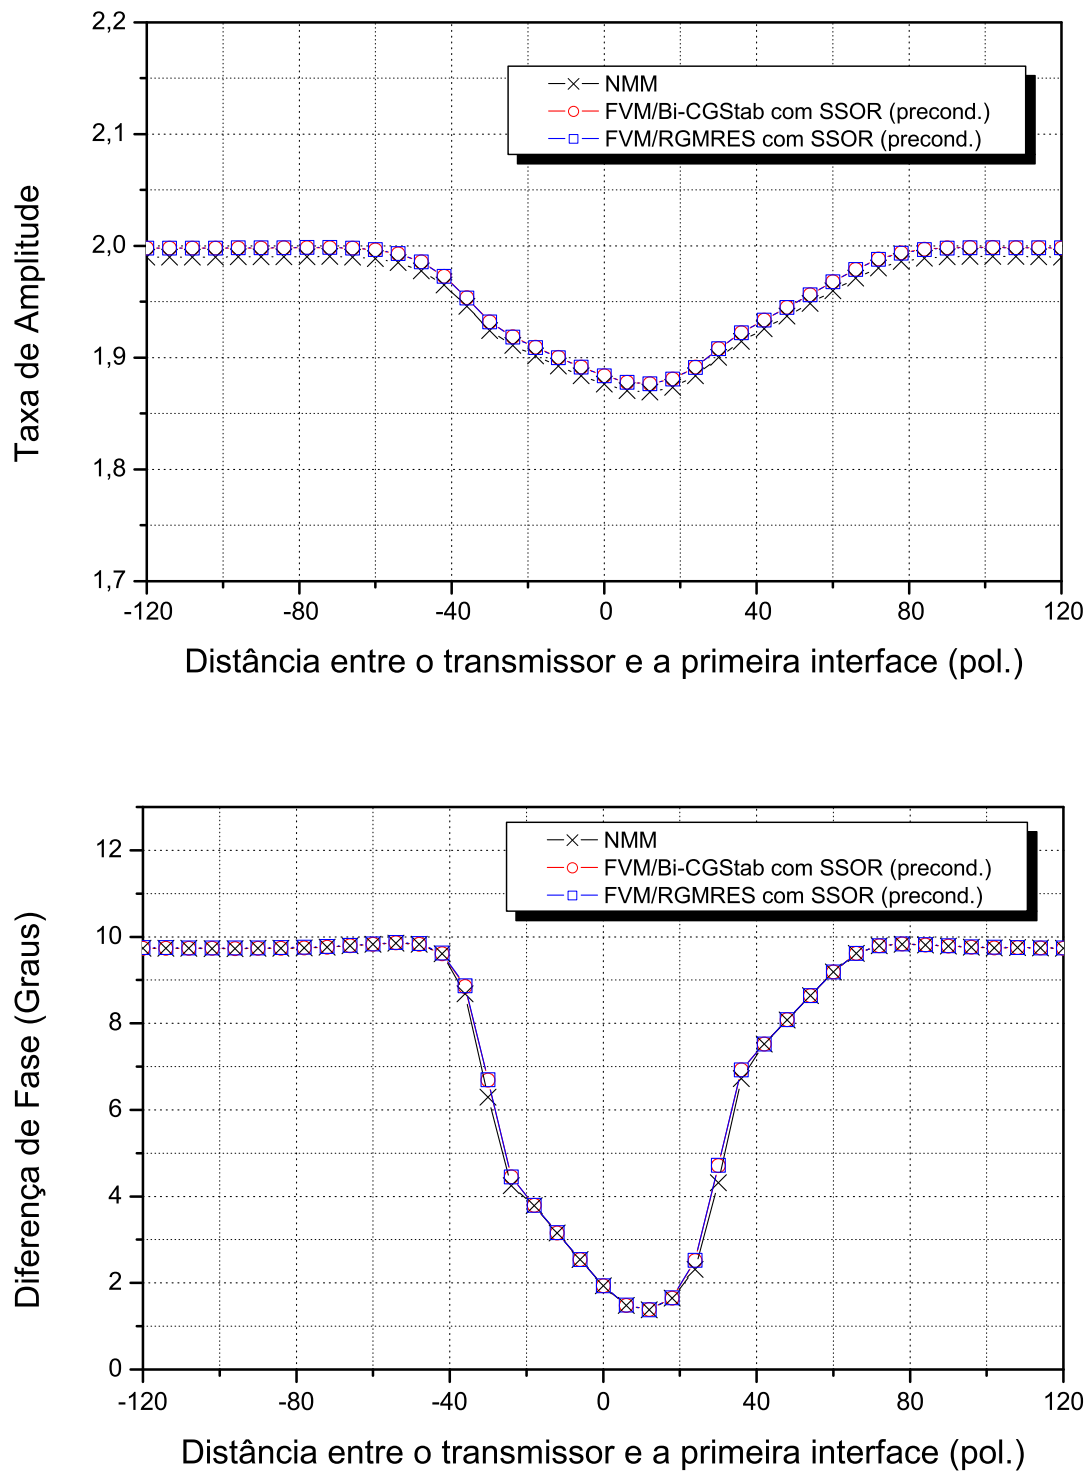 2,2
2,1
2,0
1,9
1,8
1,7
Taxa de Amplitude
NMM
FVM/Bi-CGStab com SSOR (precond.)
FVM/RGMRES com SSOR (precond.)
-120
-80
-40
0
40
80
120
Distância entre o transmissor e a primeira interface (pol.)
12
10
8
6
4
2
0
Diferença de Fase (Graus)
NMM
FVM/Bi-CGStab com SSOR (precond.)
FVM/RGMRES com SSOR (precond.)
-120
-80
-40
0
40
80
120
Distância entre o transmissor e a primeira interface (pol.)